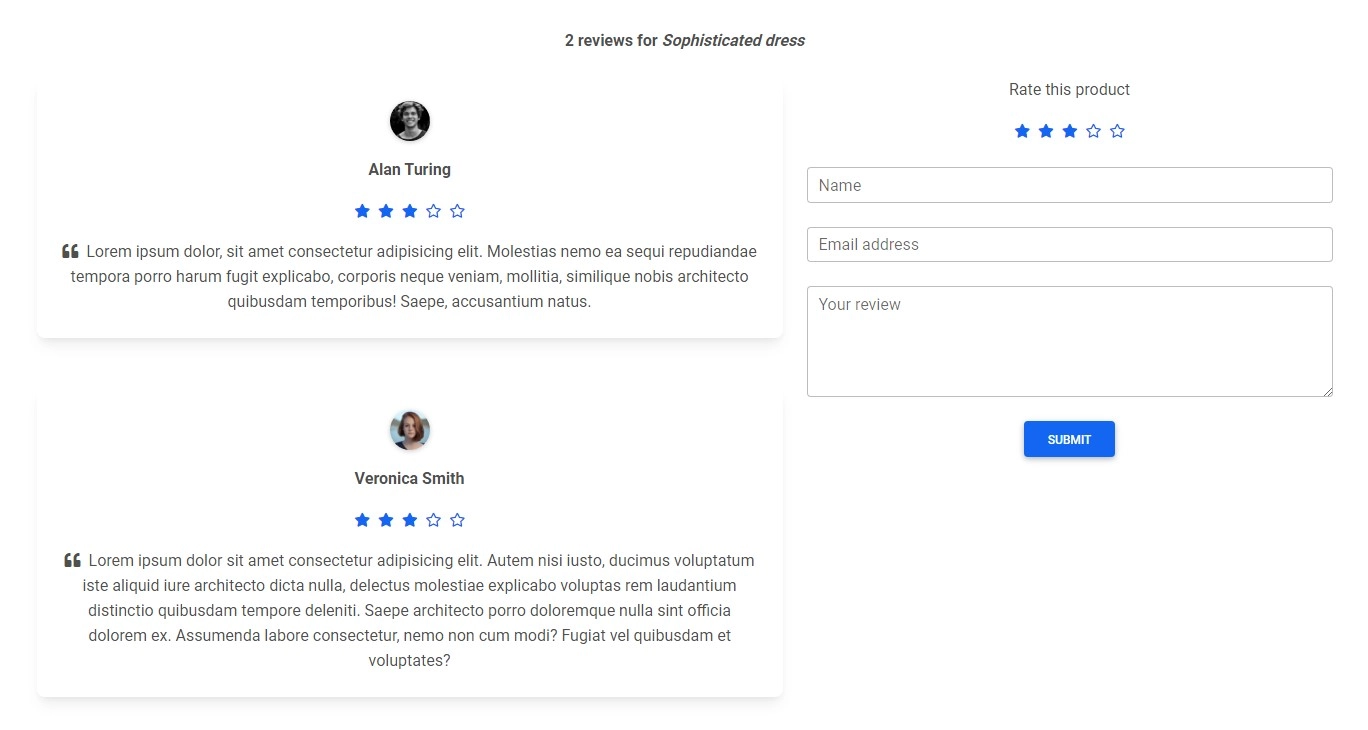 2 reviews for Sophisticated dress
Alan Turing
Lorem ipsum dolor, sit amet consectetur adipisicing elit. Molestias nemo ea sequi repudiandae
tempora porro harum fugit explicabo, corporis neque veniam, mollitia, similique nobis architecto
quibusdam temporibus! Saepe, accusantium natus.
Veronica Smith
Lorem ipsum dolor sit amet consectetur adipisicing elit. Autem nisi iusto, ducimus voluptatum
iste aliquid iure architecto dicta nulla, delectus molestiae explicabo voluptas rem laudantium
distinctio quibusdam tempore deleniti. Saepe architecto porro doloremque nulla sint officia
dolorem ex. Assumenda labore consectetur, nemo non cum modi? Fugiat vel quibusdam et
voluptates?
Rate this product
Name
Email address
Your review
SUBMIT